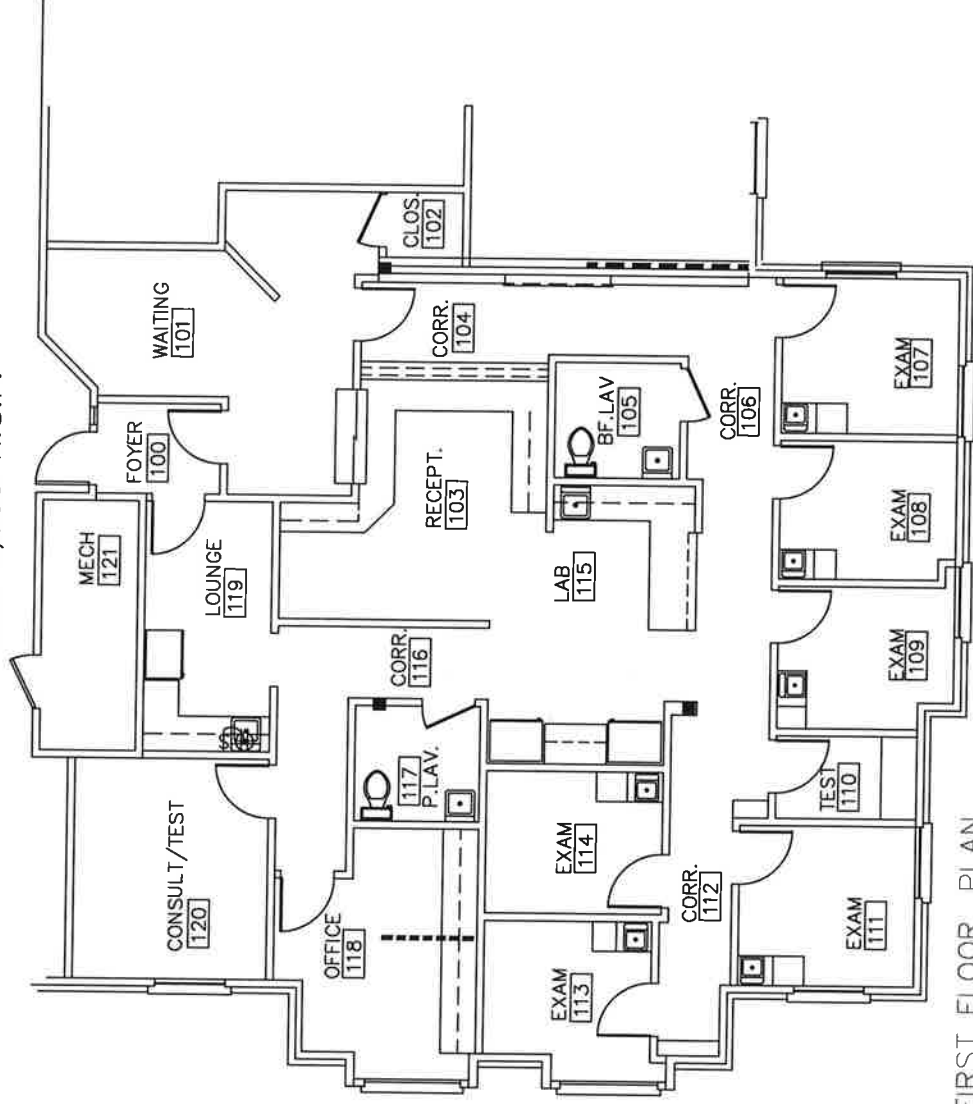 MECH
121
FOYER
100
WAITING
101
CLOS.
102
LOUNGE
119
CORR.
104
RECEPT.
103
CORR.
116
CONSULT/TEST
120
BF.LAV
105
117
P.LAV.
LAB
115
OFFICE
118
CORR.
106
EXAM
114
EXAM
113
CORR.
112
EXAM
107
EXAM
108
EXAM
109
TEST
110
EXAM
111
FIRST FLOOR PLAN